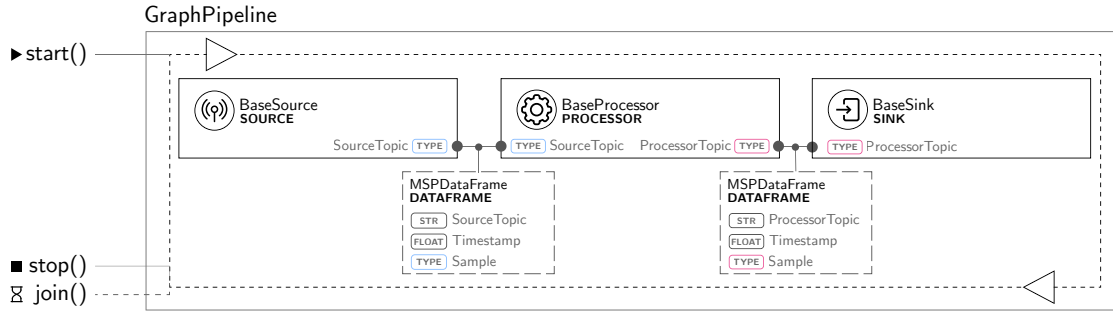 GraphPipeline
start()
BaseSource
SOURCE
SourceTopic TYPE
BaseProcessor
PROCESSOR
TYPE SourceTopic ProcessorTopic TYPE
BaseSink
SINK
TYPE ProcessorTopic
MSPDataFrame
DATAFRAME
STR SourceTopic
FLOAT Timestamp
TYPE Sample
MSPDataFrame
DATAFRAME
STR ProcessorTopic
FLOAT Timestamp
TYPE Sample
stop()
join()